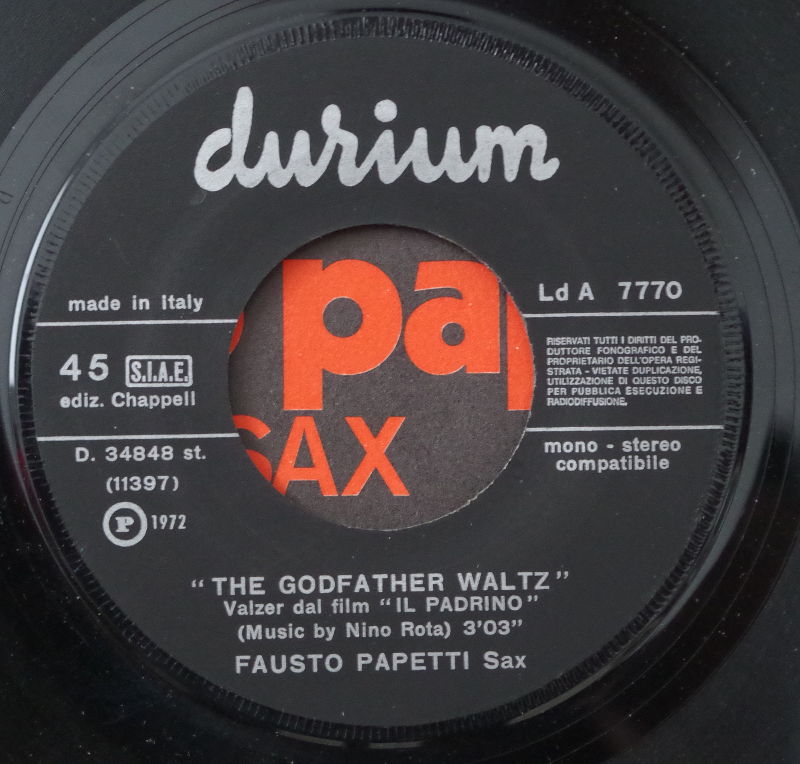 durium
made in Italy
45 S.I.A.E.
ediz. Chappell
D. 34848 st.
(11397)
P 1972
pap
SAX
Ld A 7770
RISERVATI TUTTI I DIRITTI DEL PRO-
DUTTORE FONOGRAFICO E DEL
PROPRIETARIO DELL'OPERA REGI-
STRATA - VIETATE DUPLICAZIONE,
UTILIZZAZIONE DI QUESTO DISCO
PER PUBBLICA ESECUZIONE E
RADIODIFFUSIONE.
mono - stereo
compatibile
"THE GODFATHER WALTZ"
Valzer dal film "IL PADRINO"
(Music by Nino Rota) 3'03"
FAUSTO PAPETTI Sax